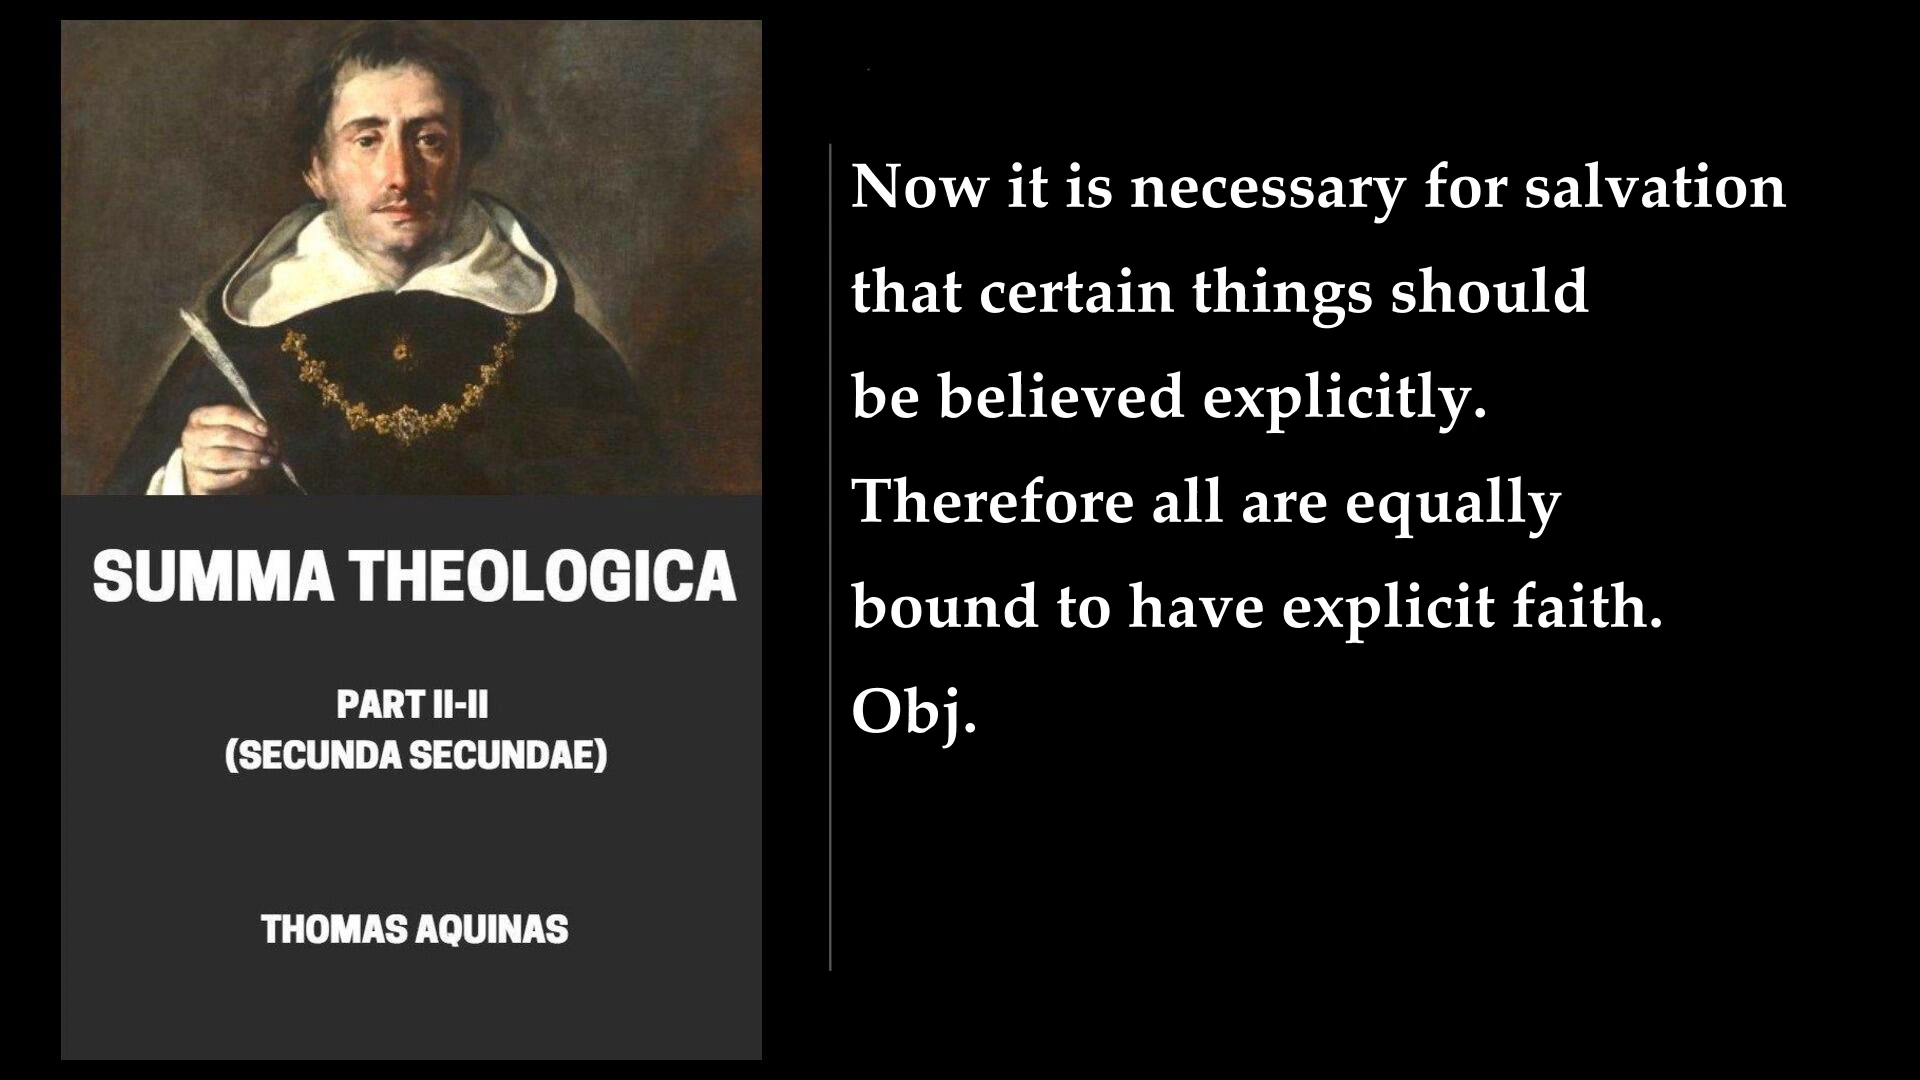 SUMMA THEOLOGICA
PART II-II
(SECUNDA SECUNDAE)
THOMAS AQUINAS
Now it is necessary for salvation
that certain things should
be believed explicitly.
Therefore all are equally
bound to have explicit faith.
Obj.